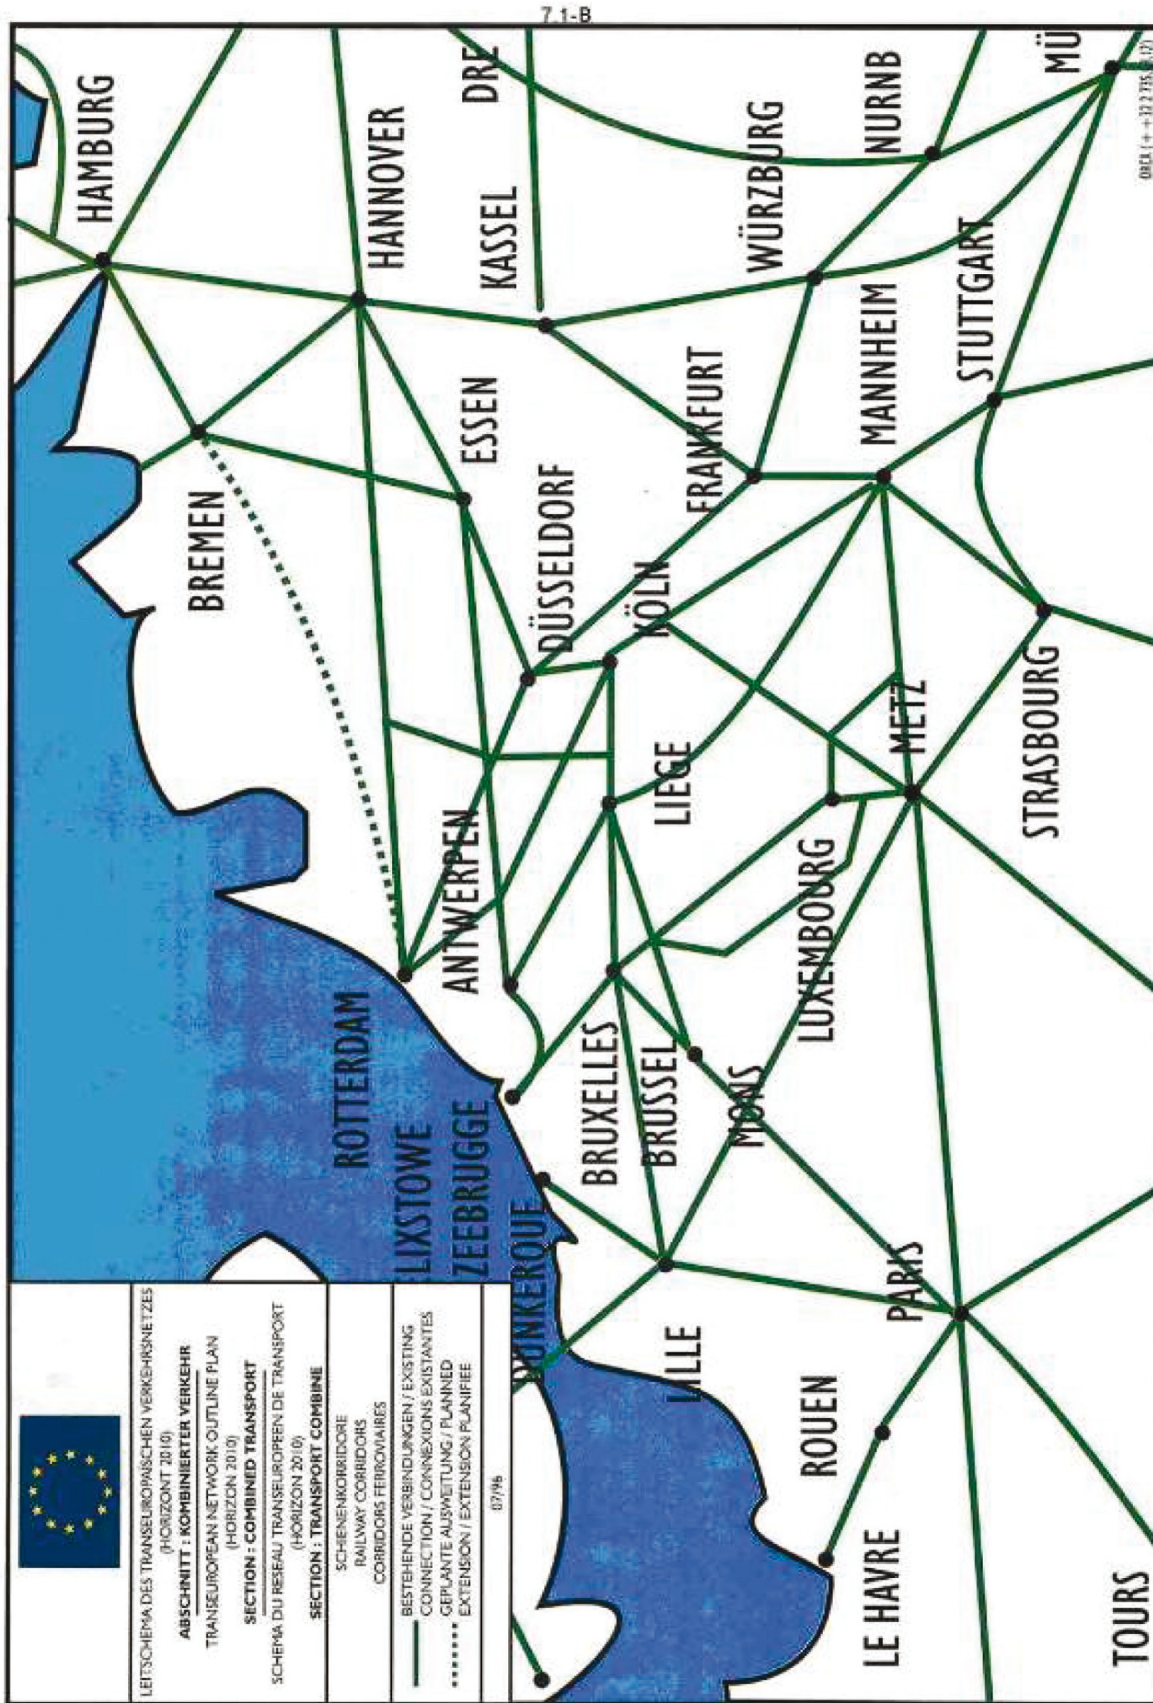 7.1-B
LEITSCHEMA DES TRANSEUROPÄISCHEN VERKEHRSNETZES
(HORIZONT 2010)
ABSCHNITT : KOMBINIERTER VERKEHR
TRANSEUROPEAN NETWORK OUTLINE PLAN
(HORIZON 2010)
SECTION : COMBINED TRANSPORT
SCHEMA DU RESEAU TRANSEUROPEEN DE TRANSPORT
(HORIZON 2010)
SECTION : TRANSPORT COMBINE
SCHIENENKORRIDORE
RAILWAY CORRIDORS
CORRIDORS FERROVIAIRES
BESTEHENDE VERBINDUNGEN / EXISTING
CONNECTION / CONNEXIONS EXISTANTES
GEPLANTE AUSWEITUNG / PLANNED
EXTENSION / EXTENSION PLANIFIEE
07/96
HAMBURG
BREMEN
HANNOVER
ROTTERDAM
ELIXSTOWE
ZEEBRUGGE
DUNKERQUE
ANTWERPEN
ESSEN
KASSEL
DRE
DÜSSELDORF
BRUXELLES
BRUSSEL
KÖLN
LIEGE
LILLE
MONS
FRANKFURT
WÜRZBURG
LUXEMBOURG
ROUEN
LE HAVRE
PARIS
METZ
MANNHEIM
NURNB
STUTTGART
STRASBOURG
MÜ
TOURS